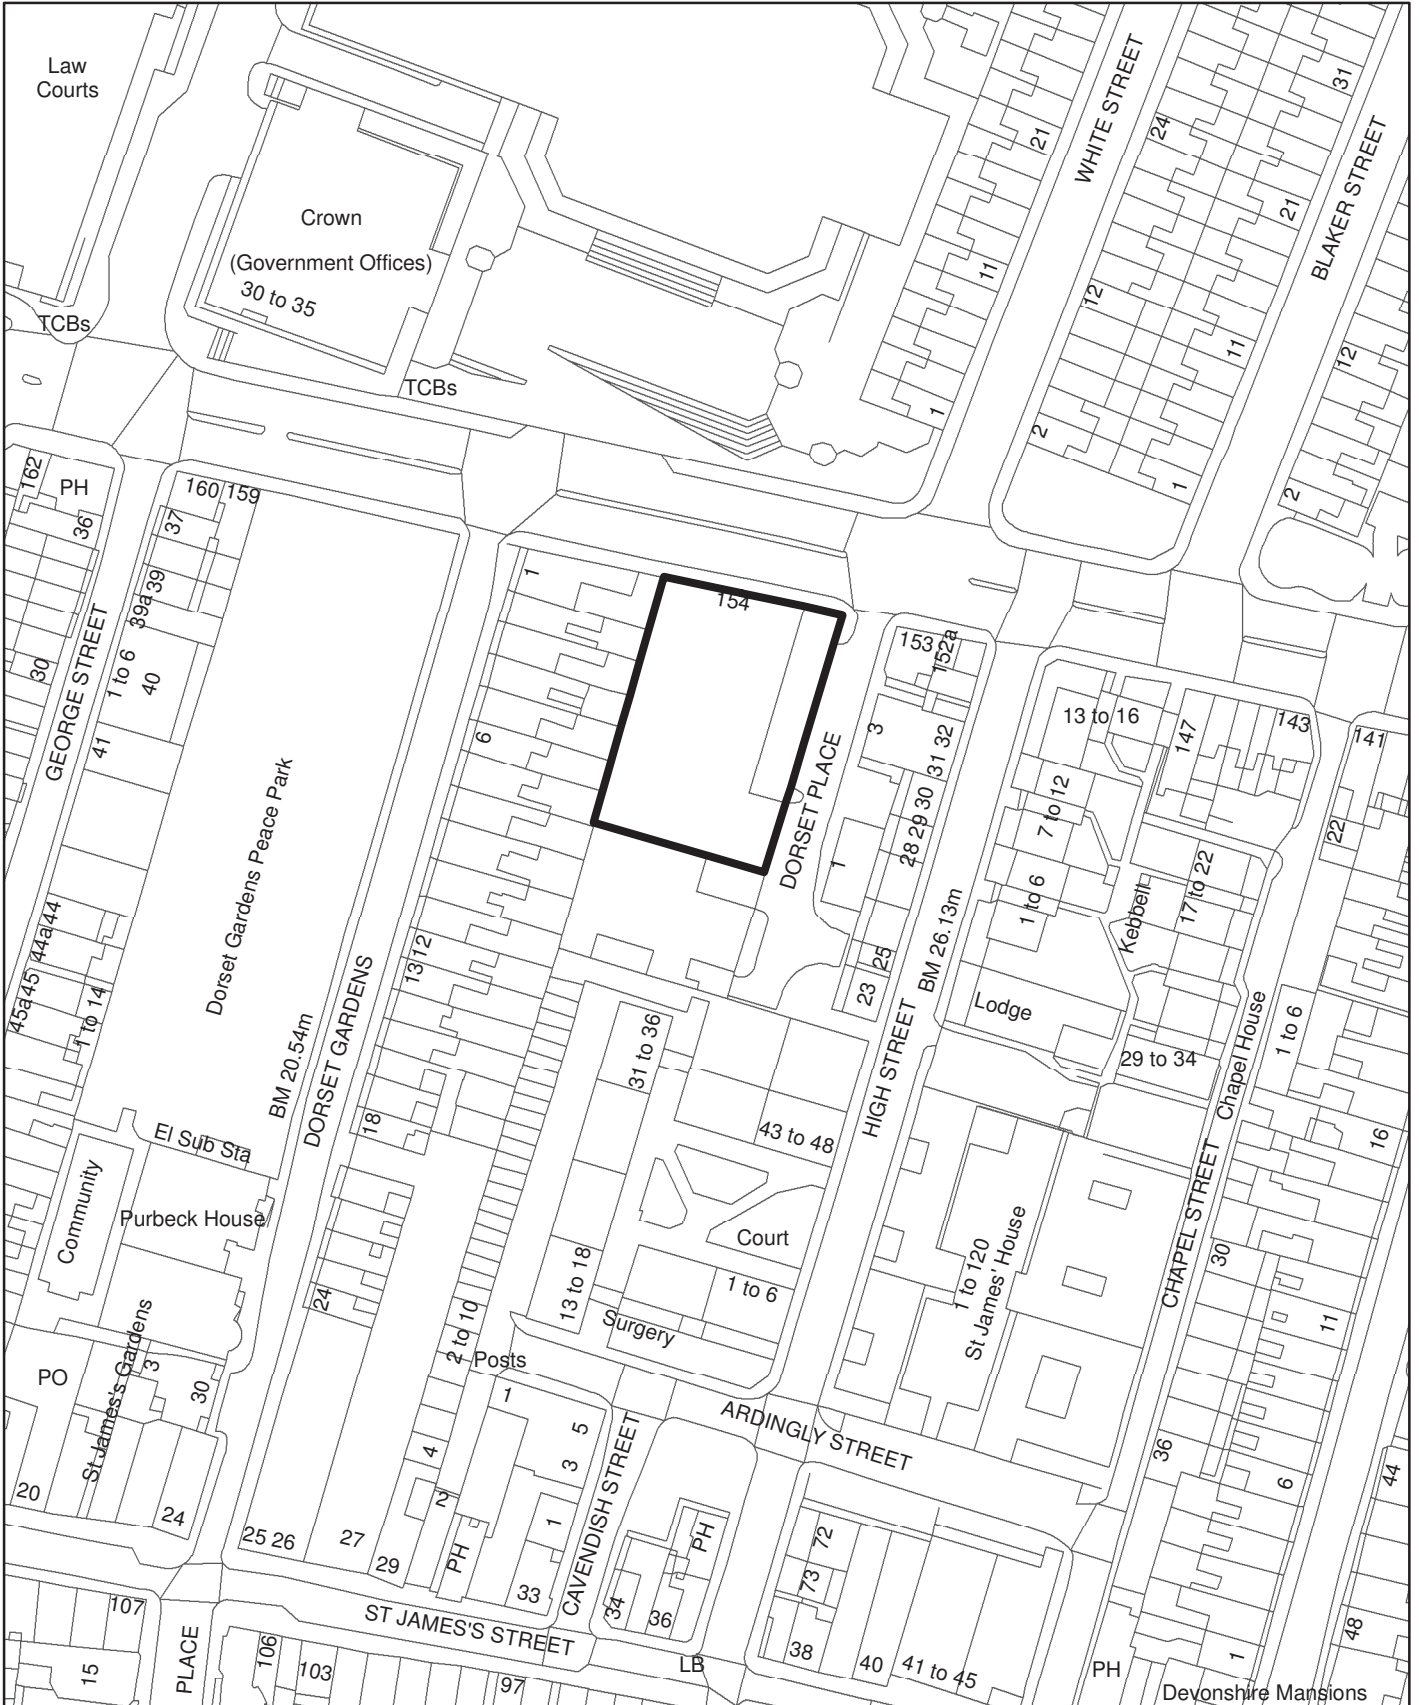 Law
Courts
Crown
(Government Offices)
30 to 35
TCBs
TCBs
WHITE STREET
BLAKER STREET
31
21
24
21
11
12
11
12
1
2
1
2
162
PH
36
160
159
37
39
39a
1 to 6
40
30
GEORGE STREET
41
44
44a
45
45a
1 to 14
Dorset Gardens Peace Park
BM 20.54m
DORSET GARDENS
1
6
12
13
18
24
154
DORSET PLACE
153
152a
3
32
31
30
29
28
1
25
23
HIGH STREET
BM 26.13m
13 to 16
147
143
141
7 to 12
1 to 6
Kebbell
17 to 22
22
Lodge
29 to 34
Chapel House
1 to 6
16
CHAPEL STREET
30
11
36
6
44
48
1
31 to 36
43 to 48
Court
1 to 6
13 to 18
Surgery
1 to 120
St James' House
El Sub Sta
Community
Purbeck House
St James's Gardens
3
30
PO
20
24
2 to 10
Posts
1
5
3
1
4
2
PH
25
26
27
29
33
CAVENDISH STREET
ARDINGLY STREET
PH
34
36
72
73
38
40
41 to 45
PH
Devonshire Mansions
ST JAMES'S STREET
107
15
PLACE
106
103
97
LB